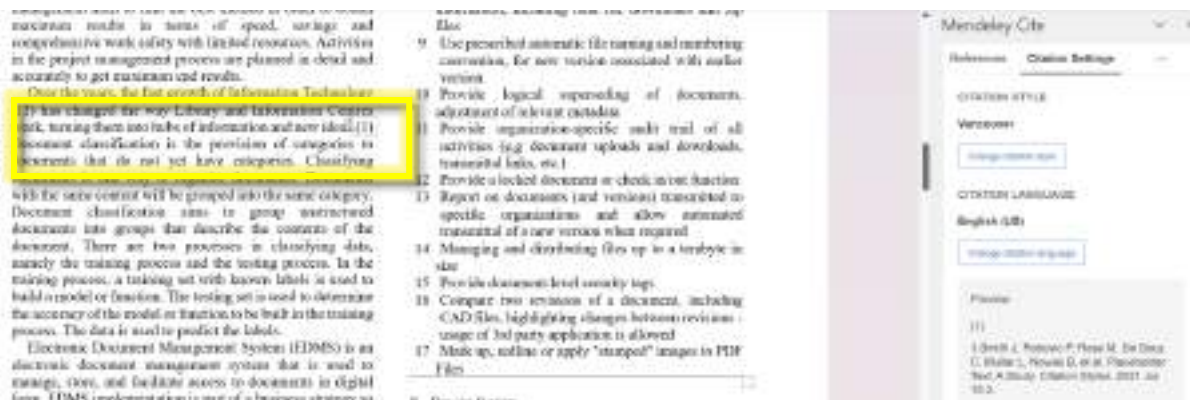 maximum results in terms of speed, savings and
comprehensive work safety with limited resources. Activities
in the project management process are planned in detail and
accurately to get maximum end results.
Over the years, the fast growth of Information Technology
has changed the way Library and Information Centers
turning them into hubs of information and new ideas.(1)
document classification is the provision of categories to
documents that do not yet have categories. Classifying
with the same content will be grouped into the same category.
Document classification aims to group unstructured
documents into groups that describe the contents of the
document. There are two processes in classifying data,
namely the training process and the testing process. In the
training process, a training set with known labels is used to
build a model or function. The testing set is used to determine
the accuracy of the model or function to be built in the training
process. The data is used to predict the labels.
Electronic Document Management System (EDMS) is an
electronic document management system that is used to
manage, store, and facilitate access to documents in digital
form. EDMS implementation is part of a business strategy to
files
9 Use prescribed automatic file naming and numbering
convention, for new version associated with earlier
version
10 Provide logical superseding of documents,
adjustment of relevant metadata
11 Provide organization-specific audit trail of all
activities (e.g document uploads and downloads,
transmittal links, etc.)
12 Provide a locked document or check in/out function
13 Report on documents (and versions) transmitted to
specific organizations and allow automated
transmittal of a new version when required
14 Managing and distributing files up to a terabyte in
size
15 Provide document-level security tags
16 Compare two revisions of a document, including
CAD files, highlighting changes between revisions -
usage of 3rd party application is allowed
17 Mark up, redline or apply "stamped" images to PDF
Files
Mendeley Cite
References Citation Settings
CITATION STYLE
Vancouver
Change citation style
CITATION LANGUAGE
English (US)
Change citation language
Preview
(1)